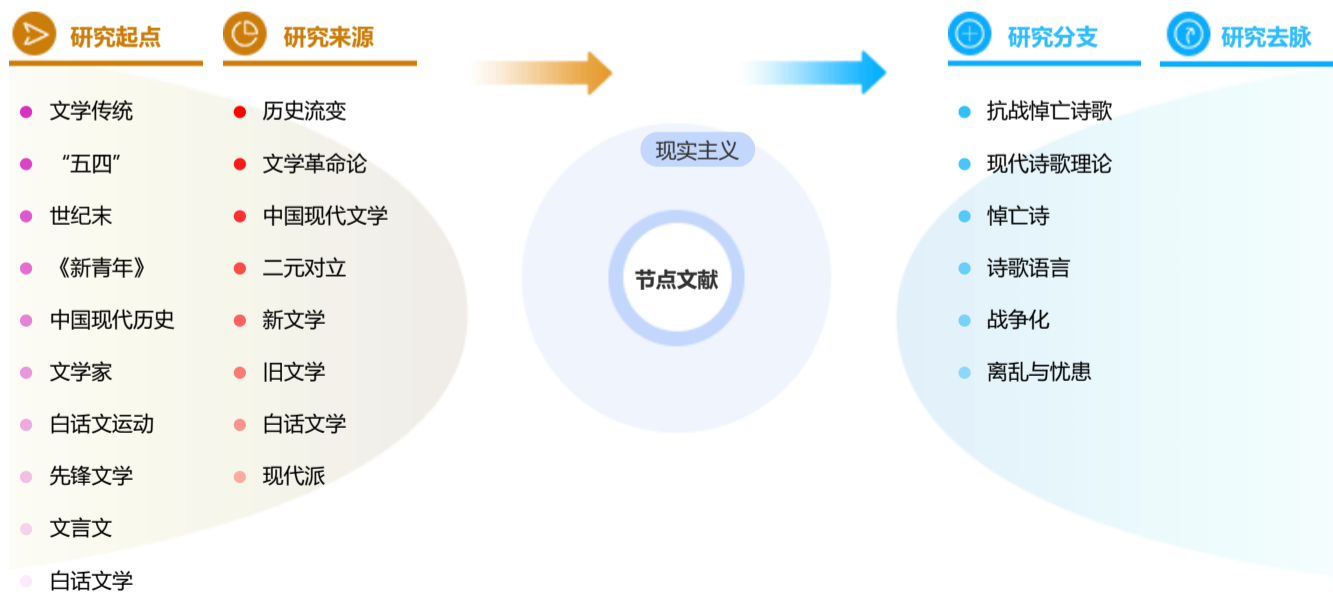 研究起点
文学传统
“五四”
世纪末
《新青年》
中国现代历史
文学家
白话文运动
先锋文学
文言文
白话文学
研究来源
历史流变
文学革命论
中国现代文学
二元对立
新文学
旧文学
白话文学
现代派
现实主义
节点文献
研究分支
抗战悼亡诗歌
现代诗歌理论
悼亡诗
诗歌语言
战争化
离乱与忧患
研究去脉